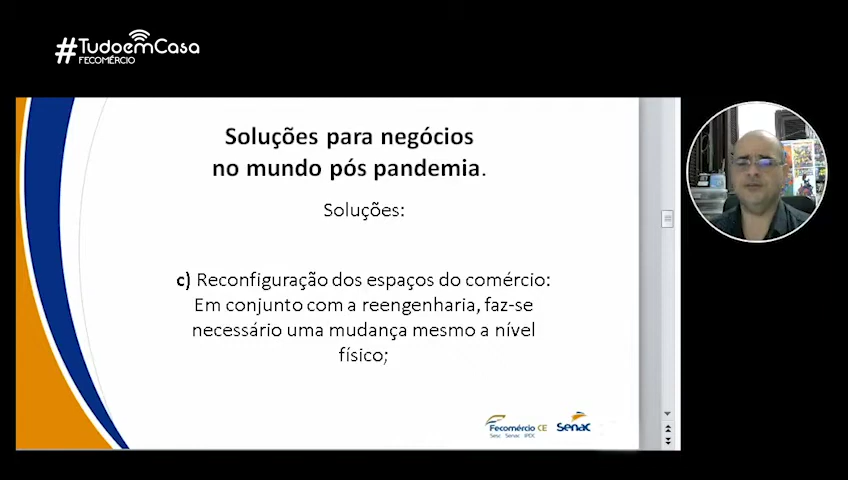 #TudoemCasa
FECOMÉRCIO
Soluções para negócios
no mundo pós pandemia.
Soluções:
c) Reconfiguração dos espaços do comércio:
Em conjunto com a reengenharia, faz-se
necessário uma mudança mesmo a nível
físico;
Fecomércio CE
Sesc Senac IPDC
Senac